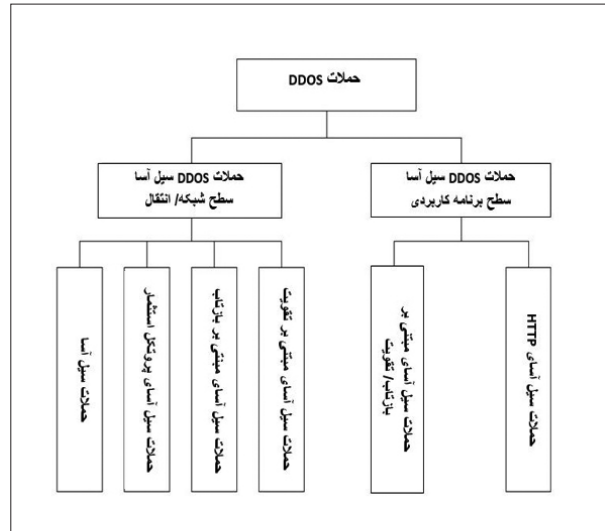 حملات DDOS
حملات DDOS سیل آسا
سطح برنامه کاربردی
حملات DDOS سیل آسا
سطح شبکه/ انتقال
حملات سیل آسای HTTP
حملات سیل آسای مبتنی بر
بازتاب/ تقویت
حملات سیل آسای مبتنی بر تقویت
حملات سیل آسای مبتنی بر بازتاب
حملات سیل آسای پروتکل استثمار
حملات سیل آسا